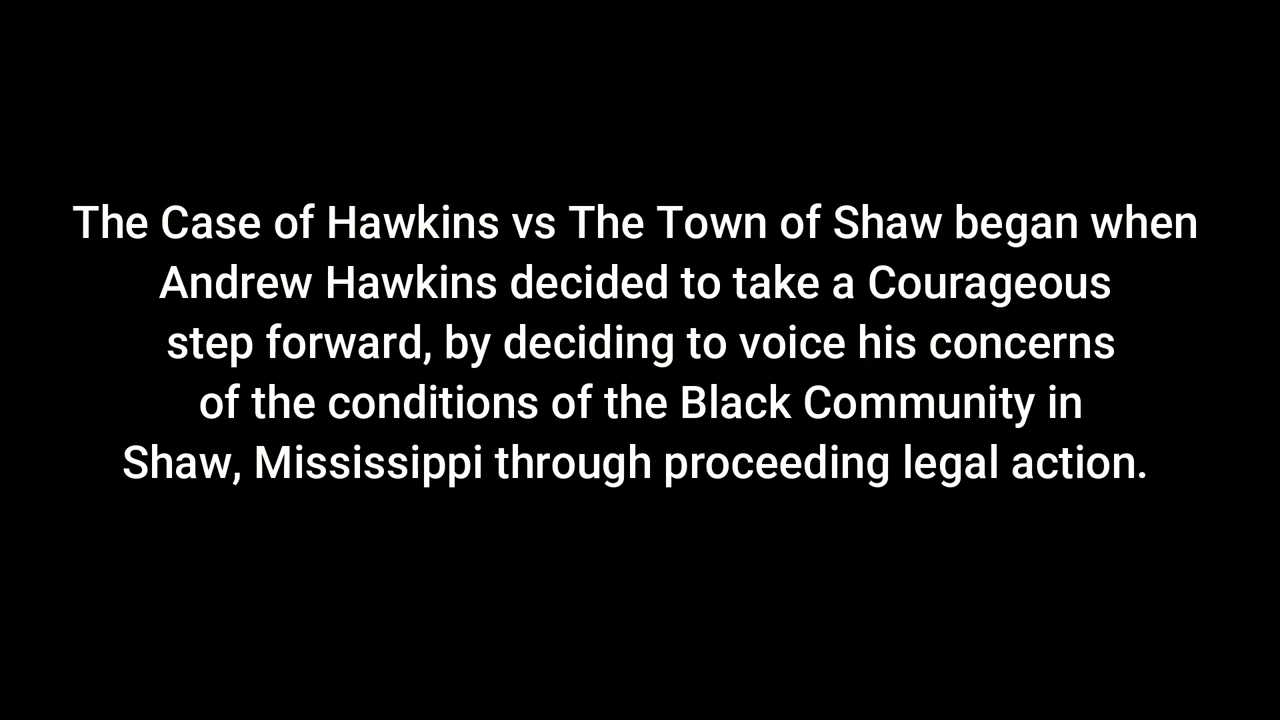 The Case of Hawkins vs The Town of Shaw began when
Andrew Hawkins decided to take a Courageous
step forward, by deciding to voice his concerns
of the conditions of the Black Community in
Shaw, Mississippi through proceeding legal action.